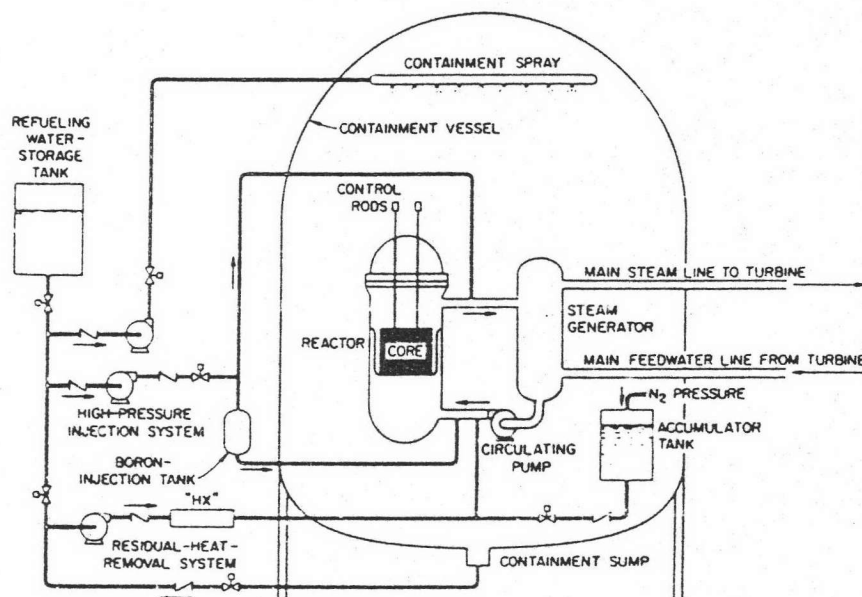 CONTAINMENT SPRAY
REFUELING
WATER-
STORAGE
TANK
CONTAINMENT VESSEL
CONTROL
RODS
MAIN STEAM LINE TO TURBINE
STEAM
GENERATOR
REACTOR
CORE
MAIN FEEDWATER LINE FROM TURBINE
N₂ PRESSURE
HIGH-PRESSURE
INJECTION SYSTEM
ACCUMULATOR
TANK
CIRCULATING
PUMP
BORON-
INJECTION TANK
"HX"
RESIDUAL-HEAT-
REMOVAL SYSTEM
CONTAINMENT SUMP